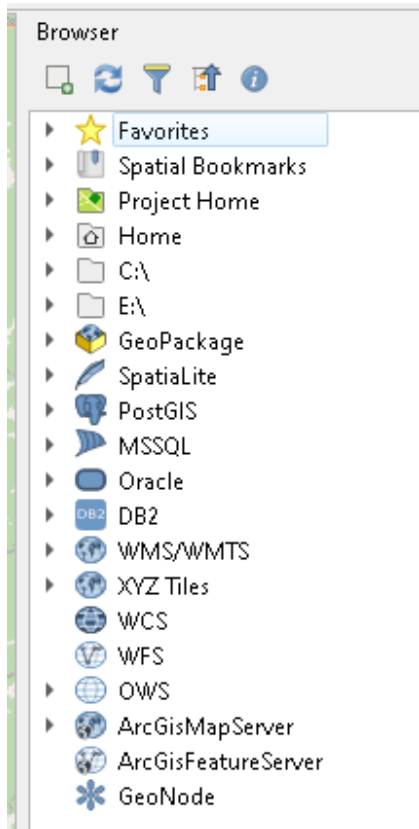 Browser
Favorites
Spatial Bookmarks
Project Home
Home
C:\
E:\
GeoPackage
SpatiaLite
PostGIS
MSSQL
Oracle
DB2 DB2
WMS/WMTS
XYZ Tiles
WCS
V WFS
OWS
ArcGisMapServer
ArcGisFeatureServer
GeoNode